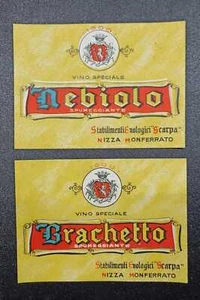 VINO SPECIALE
Nebiolo
SPUMEGGIANTE
Stabilimenti Enologici "Scarpa"
NIZZA MONFERRATO
VINO SPECIALE
Brachetto
SPUMEGGIANTE
Stabilimenti Enologici "Scarpa"
NIZZA MONFERRATO